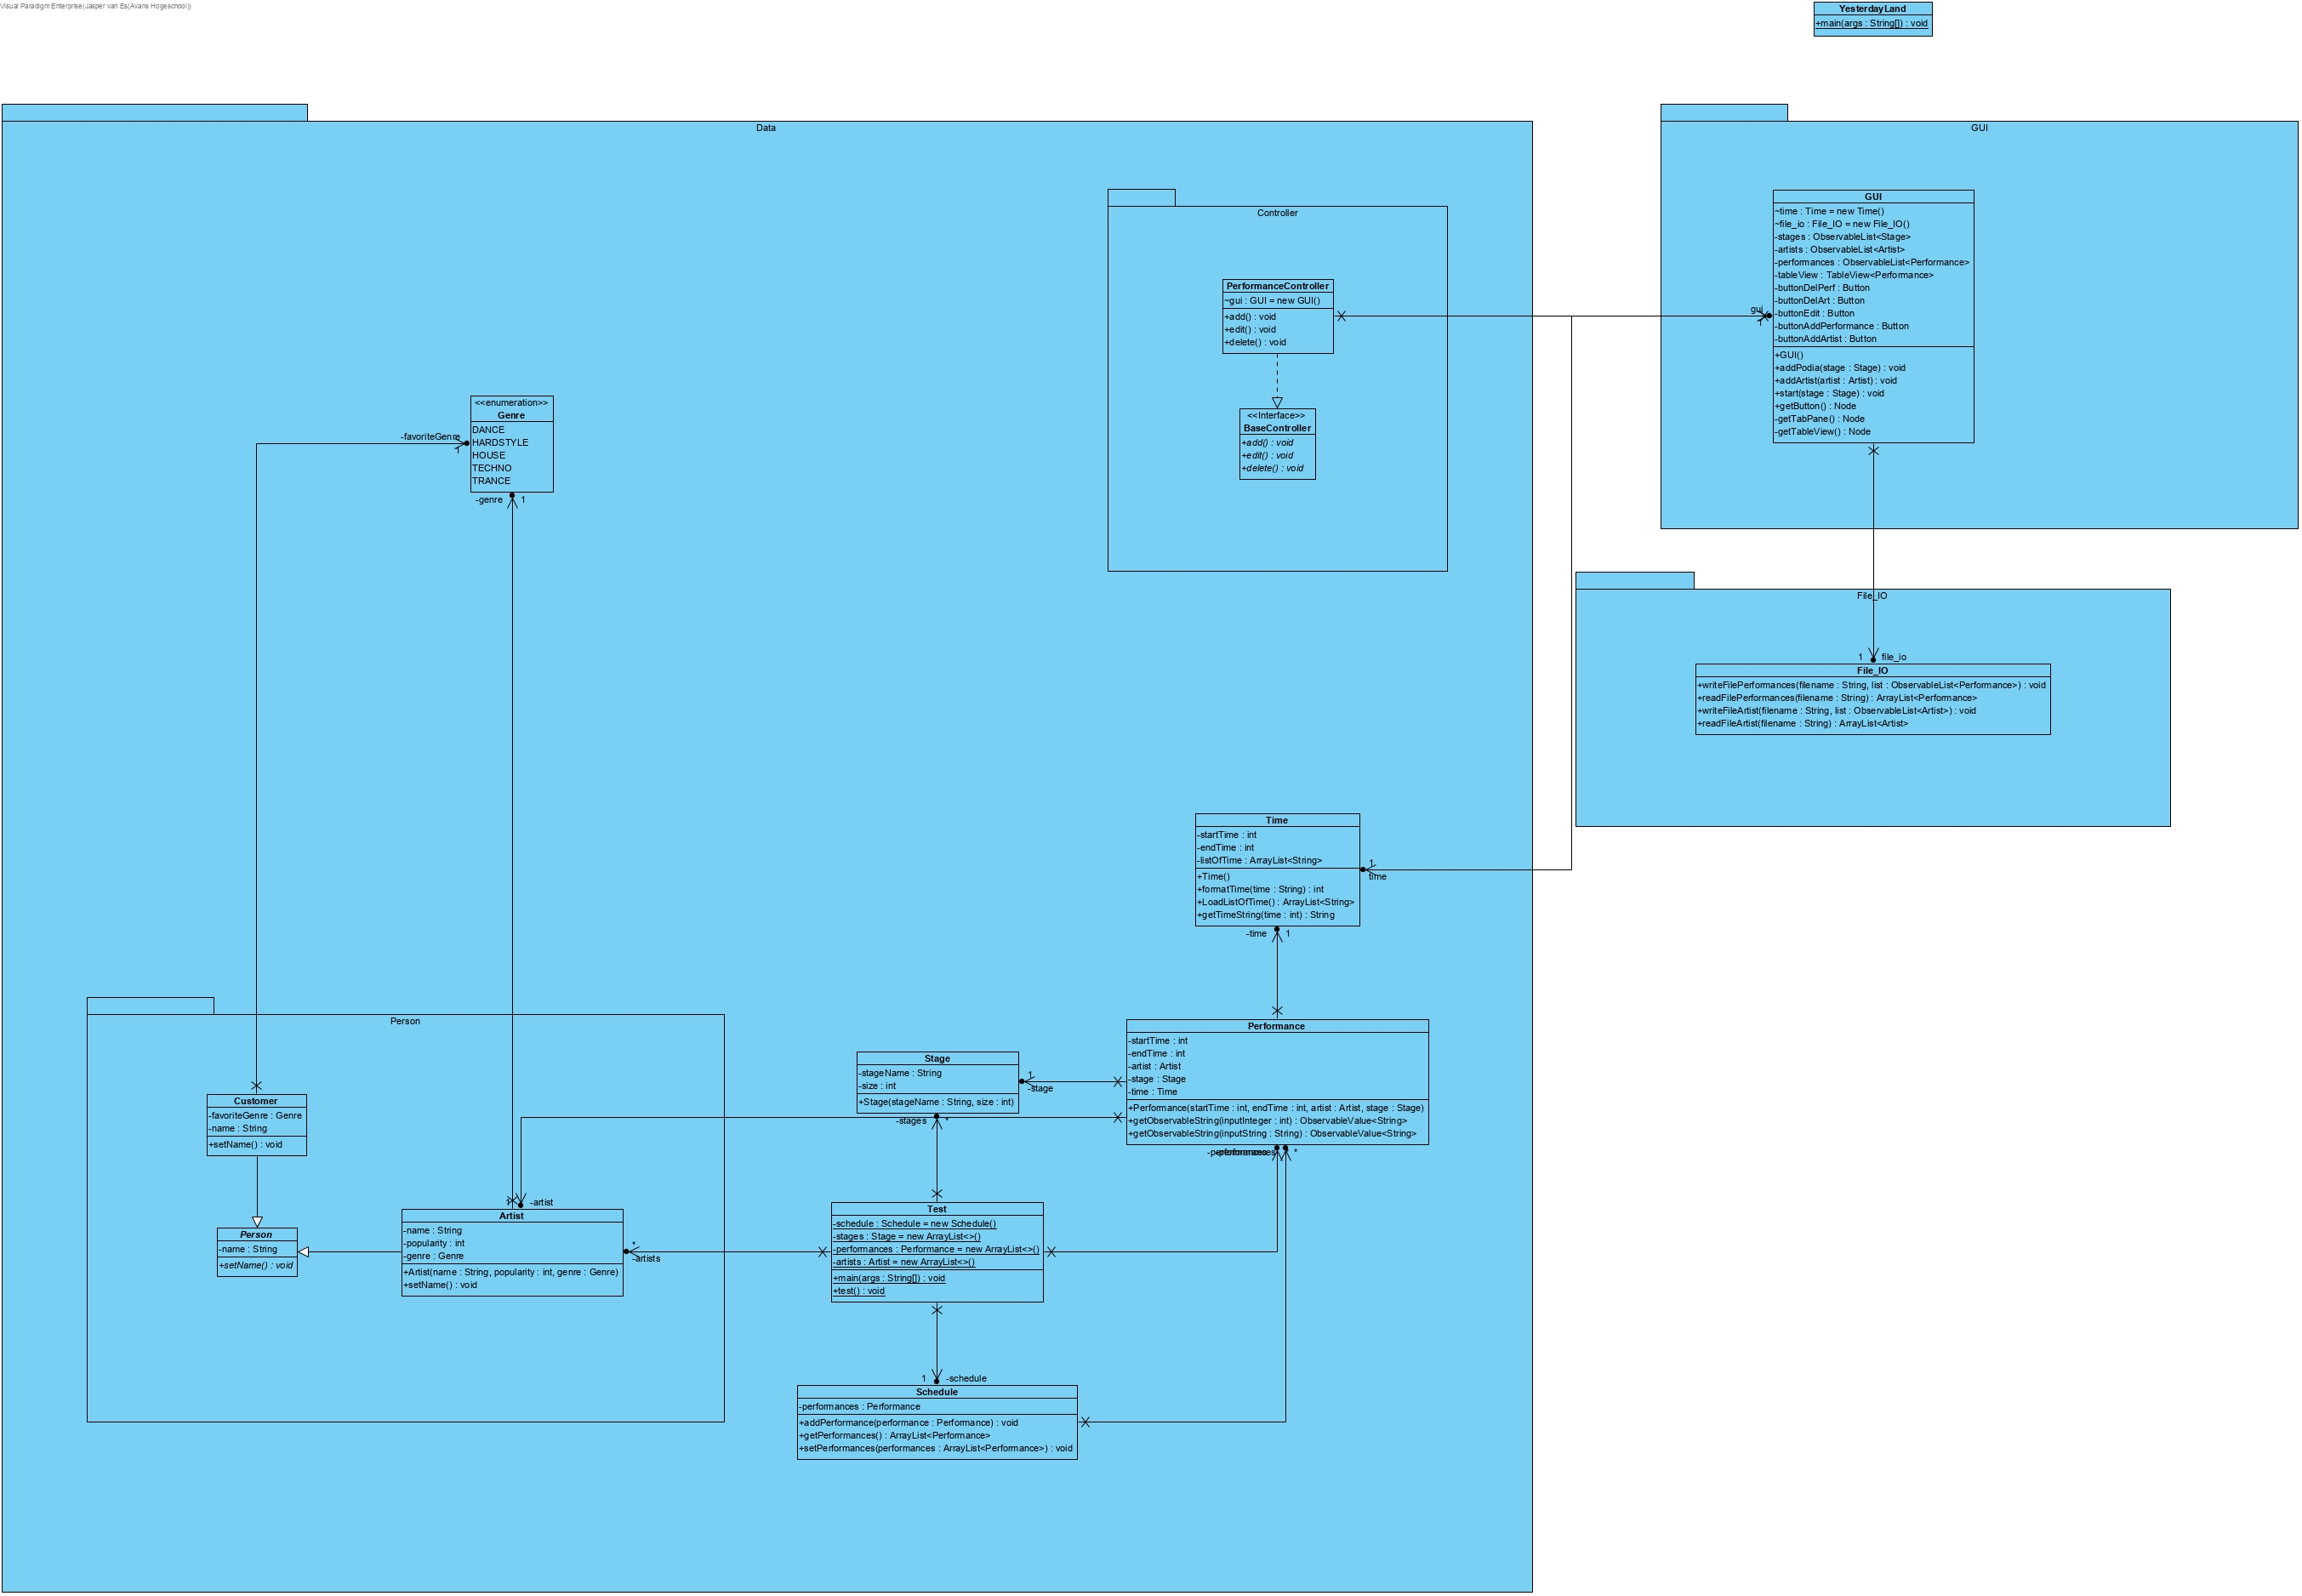 Visual Paradigm Enterprise(Jasper van Es(Avans Hogeschool))
YesterdayLand
+main(args : String[]) : void
Data
GUI
Controller
GUI
~time : Time = new Time()
~file_io : File_IO = new File_IO()
-stages : ObservableList<Stage>
-artists : ObservableList<Artist>
-performances : ObservableList<Performance>
-tableView : TableView<Performance>
-buttonDelPerf : Button
-buttonDelArt : Button
-buttonEdit : Button
-buttonAddPerformance : Button
-buttonAddArtist : Button
+GUI()
+addPodia(stage : Stage) : void
+addArtist(artist : Artist) : void
+start(stage : Stage) : void
+getButton() : Node
-getTabPane() : Node
-getTableView() : Node
gui
1
PerformanceController
~gui : GUI = new GUI()
+add() : void
+edit() : void
+delete() : void
<<Interface>>
BaseController
+add() : void
+edit() : void
+delete() : void
<<enumeration>>
Genre
DANCE
HARDSTYLE
HOUSE
TECHNO
TRANCE
-favoriteGenre
1
-genre
1
File_IO
1
file_io
File_IO
+writeFilePerformances(filename : String, list : ObservableList<Performance>) : void
+readFilePerformances(filename : String) : ArrayList<Performance>
+writeFileArtist(filename : String, list : ObservableList<Artist>) : void
+readFileArtist(filename : String) : ArrayList<Artist>
Time
-startTime : int
-endTime : int
-listOfTime : ArrayList<String>
+Time()
+formatTime(time : String) : int
+LoadListOfTime() : ArrayList<String>
+getTimeString(time : int) : String
1
time
-time
1
Person
Performance
-startTime : int
-endTime : int
-artist : Artist
-stage : Stage
-time : Time
+Performance(startTime : int, endTime : int, artist : Artist, stage : Stage)
+getObservableString(inputInteger : int) : ObservableValue<String>
+getObservableString(inputString : String) : ObservableValue<String>
Stage
-stageName : String
-size : int
+Stage(stageName : String, size : int)
1
-stage
-stages
*
-performances
*
Customer
-favoriteGenre : Genre
-name : String
+setName() : void
Person
-name : String
+setName() : void
1
-artist
Artist
-name : String
-popularity : int
-genre : Genre
+Artist(name : String, popularity : int, genre : Genre)
+setName() : void
*
-artists
Test
-schedule : Schedule = new Schedule()
-stages : Stage = new ArrayList<>()
-performances : Performance = new ArrayList<>()
-artists : Artist = new ArrayList<>()
+main(args : String[]) : void
+test() : void
1
-schedule
Schedule
-performances : Performance
+addPerformance(performance : Performance) : void
+getPerformances() : ArrayList<Performance>
+setPerformances(performances : ArrayList<Performance>) : void